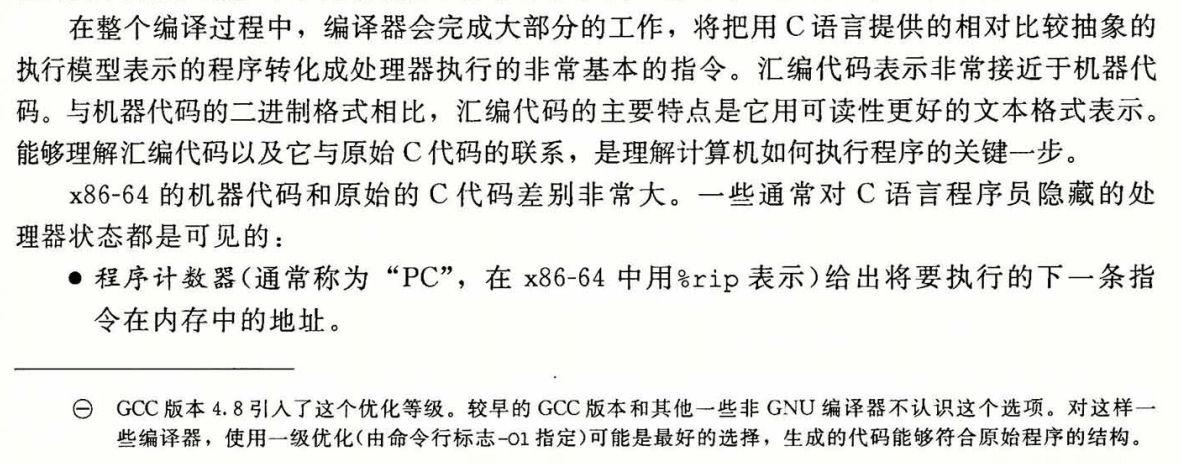 在整个编译过程中，编译器会完成大部分的工作，将把用 C 语言提供的相对比较抽象的
执行模型表示的程序转化成处理器执行的非常基本的指令。汇编代码表示非常接近于机器代
码。与机器代码的二进制格式相比，汇编代码的主要特点是它用可读性更好的文本格式表示。
能够理解汇编代码以及它与原始 C 代码的联系，是理解计算机如何执行程序的关键一步。
x86-64 的机器代码和原始的 C 代码差别非常大。一些通常对 C 语言程序员隐藏的处
理器状态都是可见的：
● 程序计数器(通常称为“PC”，在 x86-64 中用%rip 表示)给出将要执行的下一条指
令在内存中的地址。
㊀ GCC 版本 4.8 引入了这个优化等级。较早的 GCC 版本和其他一些非 GNU 编译器不认识这个选项。对这样一
些编译器，使用一级优化(由命令行标志-O1 指定)可能是最好的选择，生成的代码能够符合原始程序的结构。